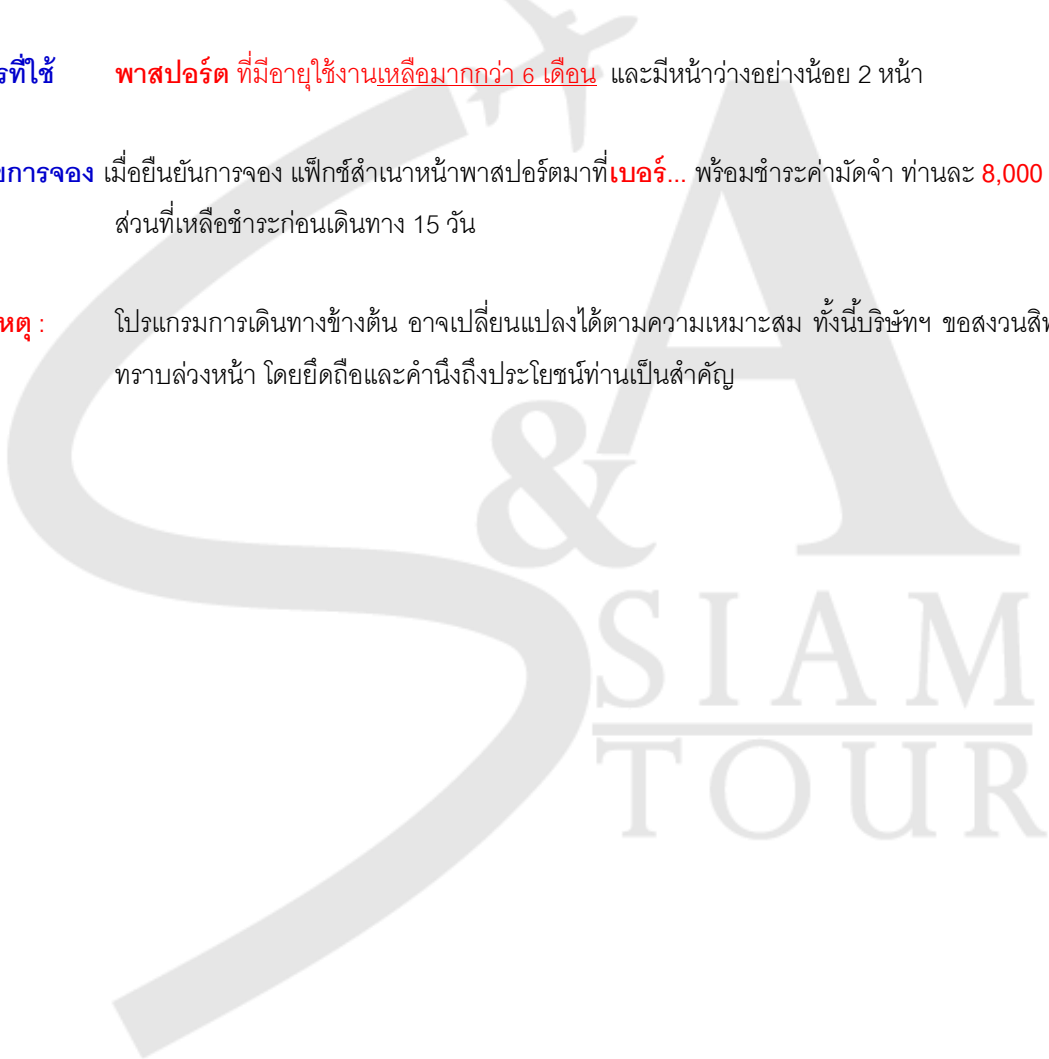 รที่ใช้ พาสปอร์ต ที่มีอายุใช้งานเหลือมากกว่า 6 เดือน และมีหน้าว่างอย่างน้อย 2 หน้า
ขการจอง เมื่อยืนยันการจอง แฟ็กซ์สำเนาหน้าพาสปอร์ตมาที่เบอร์... พร้อมชำระค่ามัดจำ ท่านละ 8,000
ส่วนที่เหลือชำระก่อนเดินทาง 15 วัน
หตุ : โปรแกรมการเดินทางข้างต้น อาจเปลี่ยนแปลงได้ตามความเหมาะสม ทั้งนี้บริษัทฯ ขอสงวนสิท
ทราบล่วงหน้า โดยยึดถือและคำนึงถึงประโยชน์ท่านเป็นสำคัญ
S&A
SIAM
TOUR